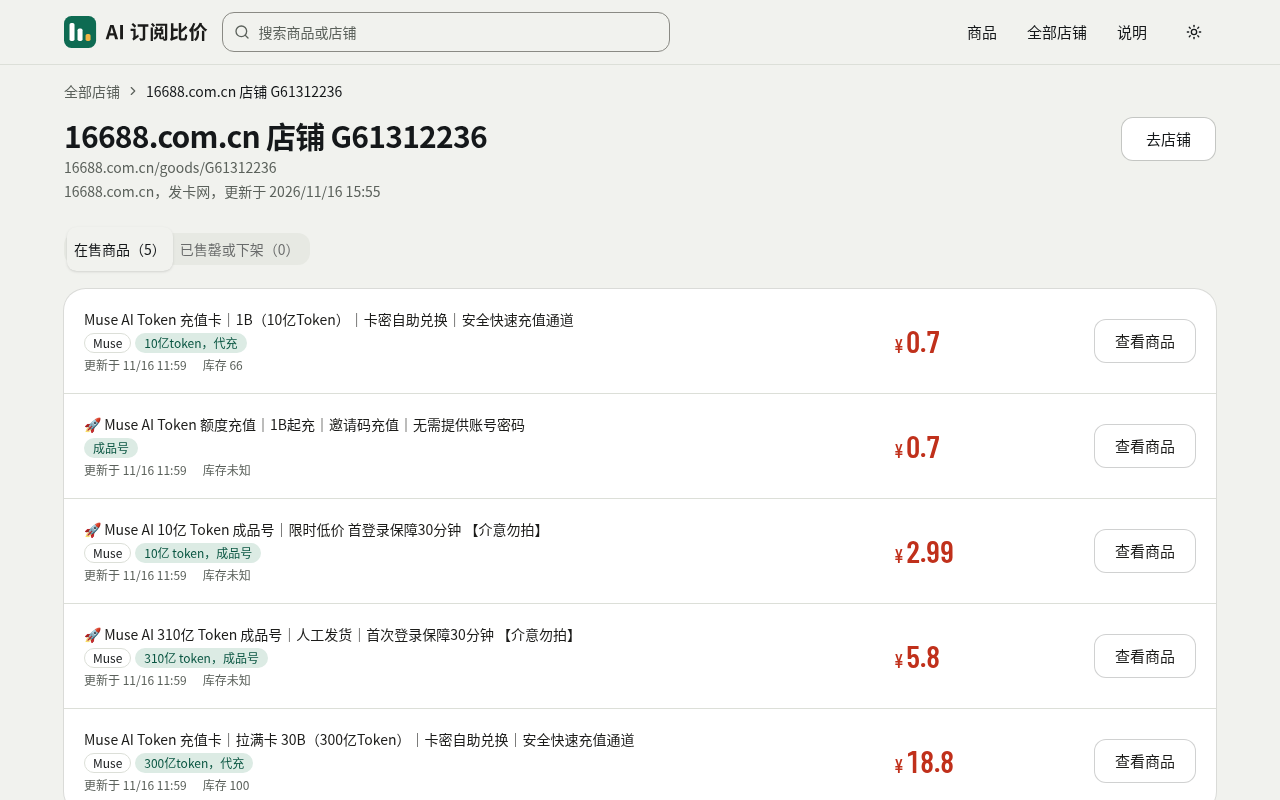 AI 订阅比价
搜索商品或店铺
商品
全部店铺
说明
全部店铺 > 16688.com.cn 店铺 G61312236
16688.com.cn 店铺 G61312236
去店铺
16688.com.cn/goods/G61312236
16688.com.cn，发卡网，更新于 2026/11/16 15:55
在售商品（5）
已售罄或下架（0）
Muse AI Token 充值卡｜1B（10亿Token）｜卡密自助兑换｜安全快速充值通道
Muse
10亿token，代充
更新于 11/16 11:59 库存 66
¥0.7
查看商品
🚀 Muse AI Token 额度充值｜1B起充｜邀请码充值｜无需提供账号密码
成品号
更新于 11/16 11:59 库存未知
¥0.7
查看商品
🚀 Muse AI 10亿 Token 成品号｜限时低价 首登录保障30分钟 【介意勿拍】
Muse
10亿 token，成品号
更新于 11/16 11:59 库存未知
¥2.99
查看商品
🚀 Muse AI 310亿 Token 成品号｜人工发货｜首次登录保障30分钟 【介意勿拍】
Muse
310亿 token，成品号
更新于 11/16 11:59 库存未知
¥5.8
查看商品
Muse AI Token 充值卡｜拉满卡 30B（300亿Token）｜卡密自助兑换｜安全快速充值通道
Muse
300亿token，代充
更新于 11/16 11:59 库存 100
¥18.8
查看商品